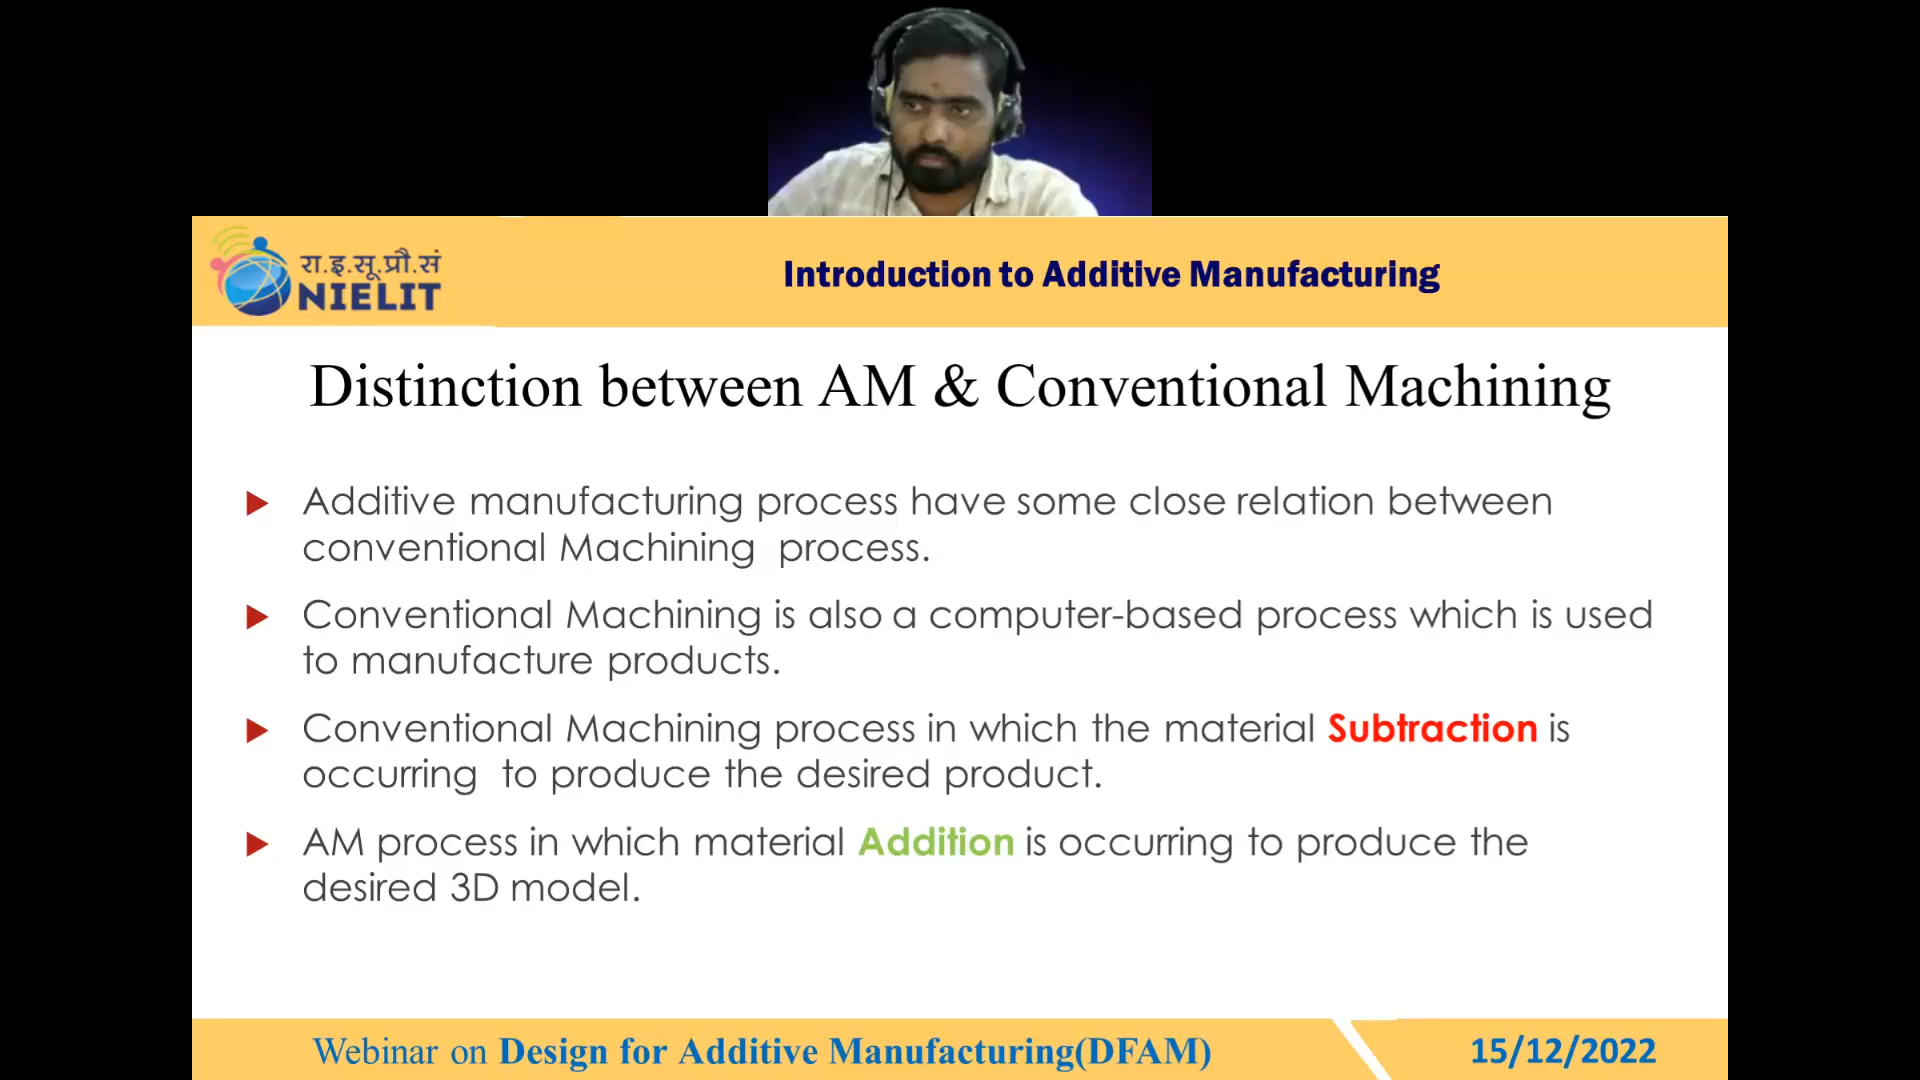 रा.इ.सू.प्रौ.सं
NIELIT
Introduction to Additive Manufacturing
Distinction between AM & Conventional Machining
Additive manufacturing process have some close relation between
conventional Machining process.
Conventional Machining is also a computer-based process which is used
to manufacture products.
Conventional Machining process in which the material Subtraction is
occurring to produce the desired product.
AM process in which material Addition is occurring to produce the
desired 3D model.
Webinar on Design for Additive Manufacturing(DFAM)
15/12/2022